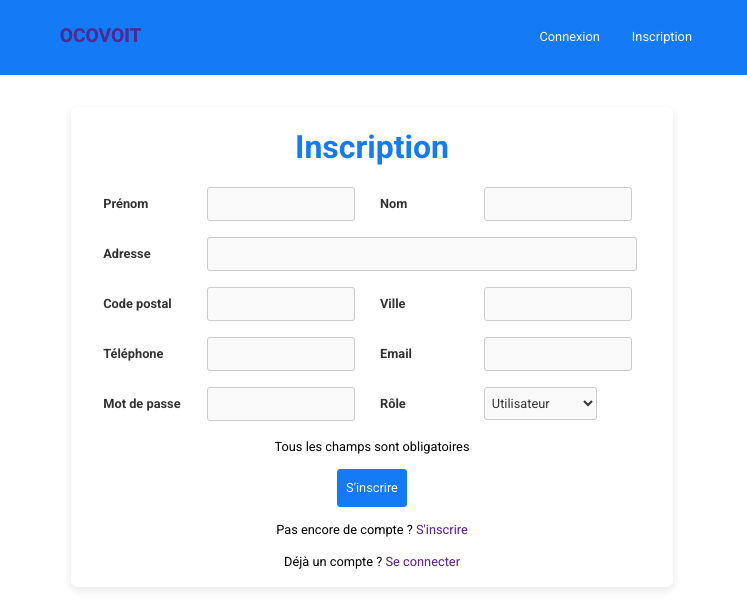 OCOVOIT
Connexion Inscription
Inscription
Prénom Nom
Adresse
Code postal Ville
Téléphone Email
Mot de passe Rôle Utilisateur
Tous les champs sont obligatoires
S'inscrire
Pas encore de compte ? S'inscrire
Déjà un compte ? Se connecter